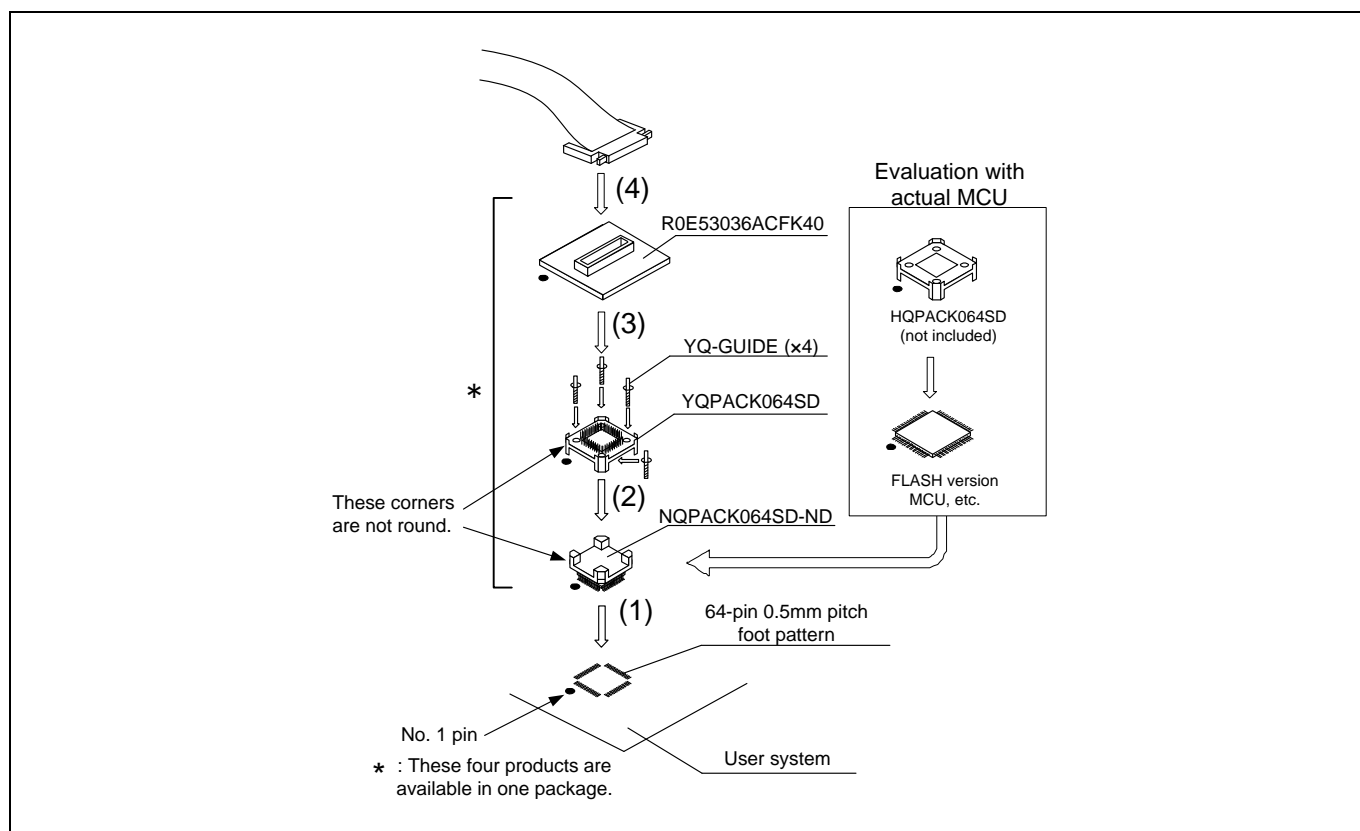 (4)
Evaluation with
actual MCU
R0E53036ACFK40
HQPACK064SD
(not included)
(3)
YQ-GUIDE (×4)
*
YQPACK064SD
FLASH version
MCU, etc.
These corners
are not round.
(2)
NQPACK064SD-ND
(1)
64-pin 0.5mm pitch
foot pattern
No. 1 pin
User system
* : These four products are
available in one package.